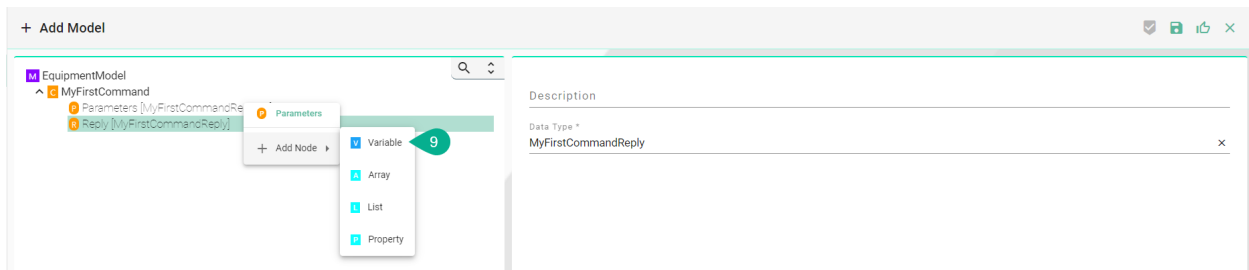 + Add Model
M EquipmentModel
C MyFirstCommand
P Parameters [MyFirstCommandRe
R Reply [MyFirstCommandReply]
P Parameters
+ Add Node
V Variable
9
A Array
L List
P Property
Description
Data Type *
MyFirstCommandReply